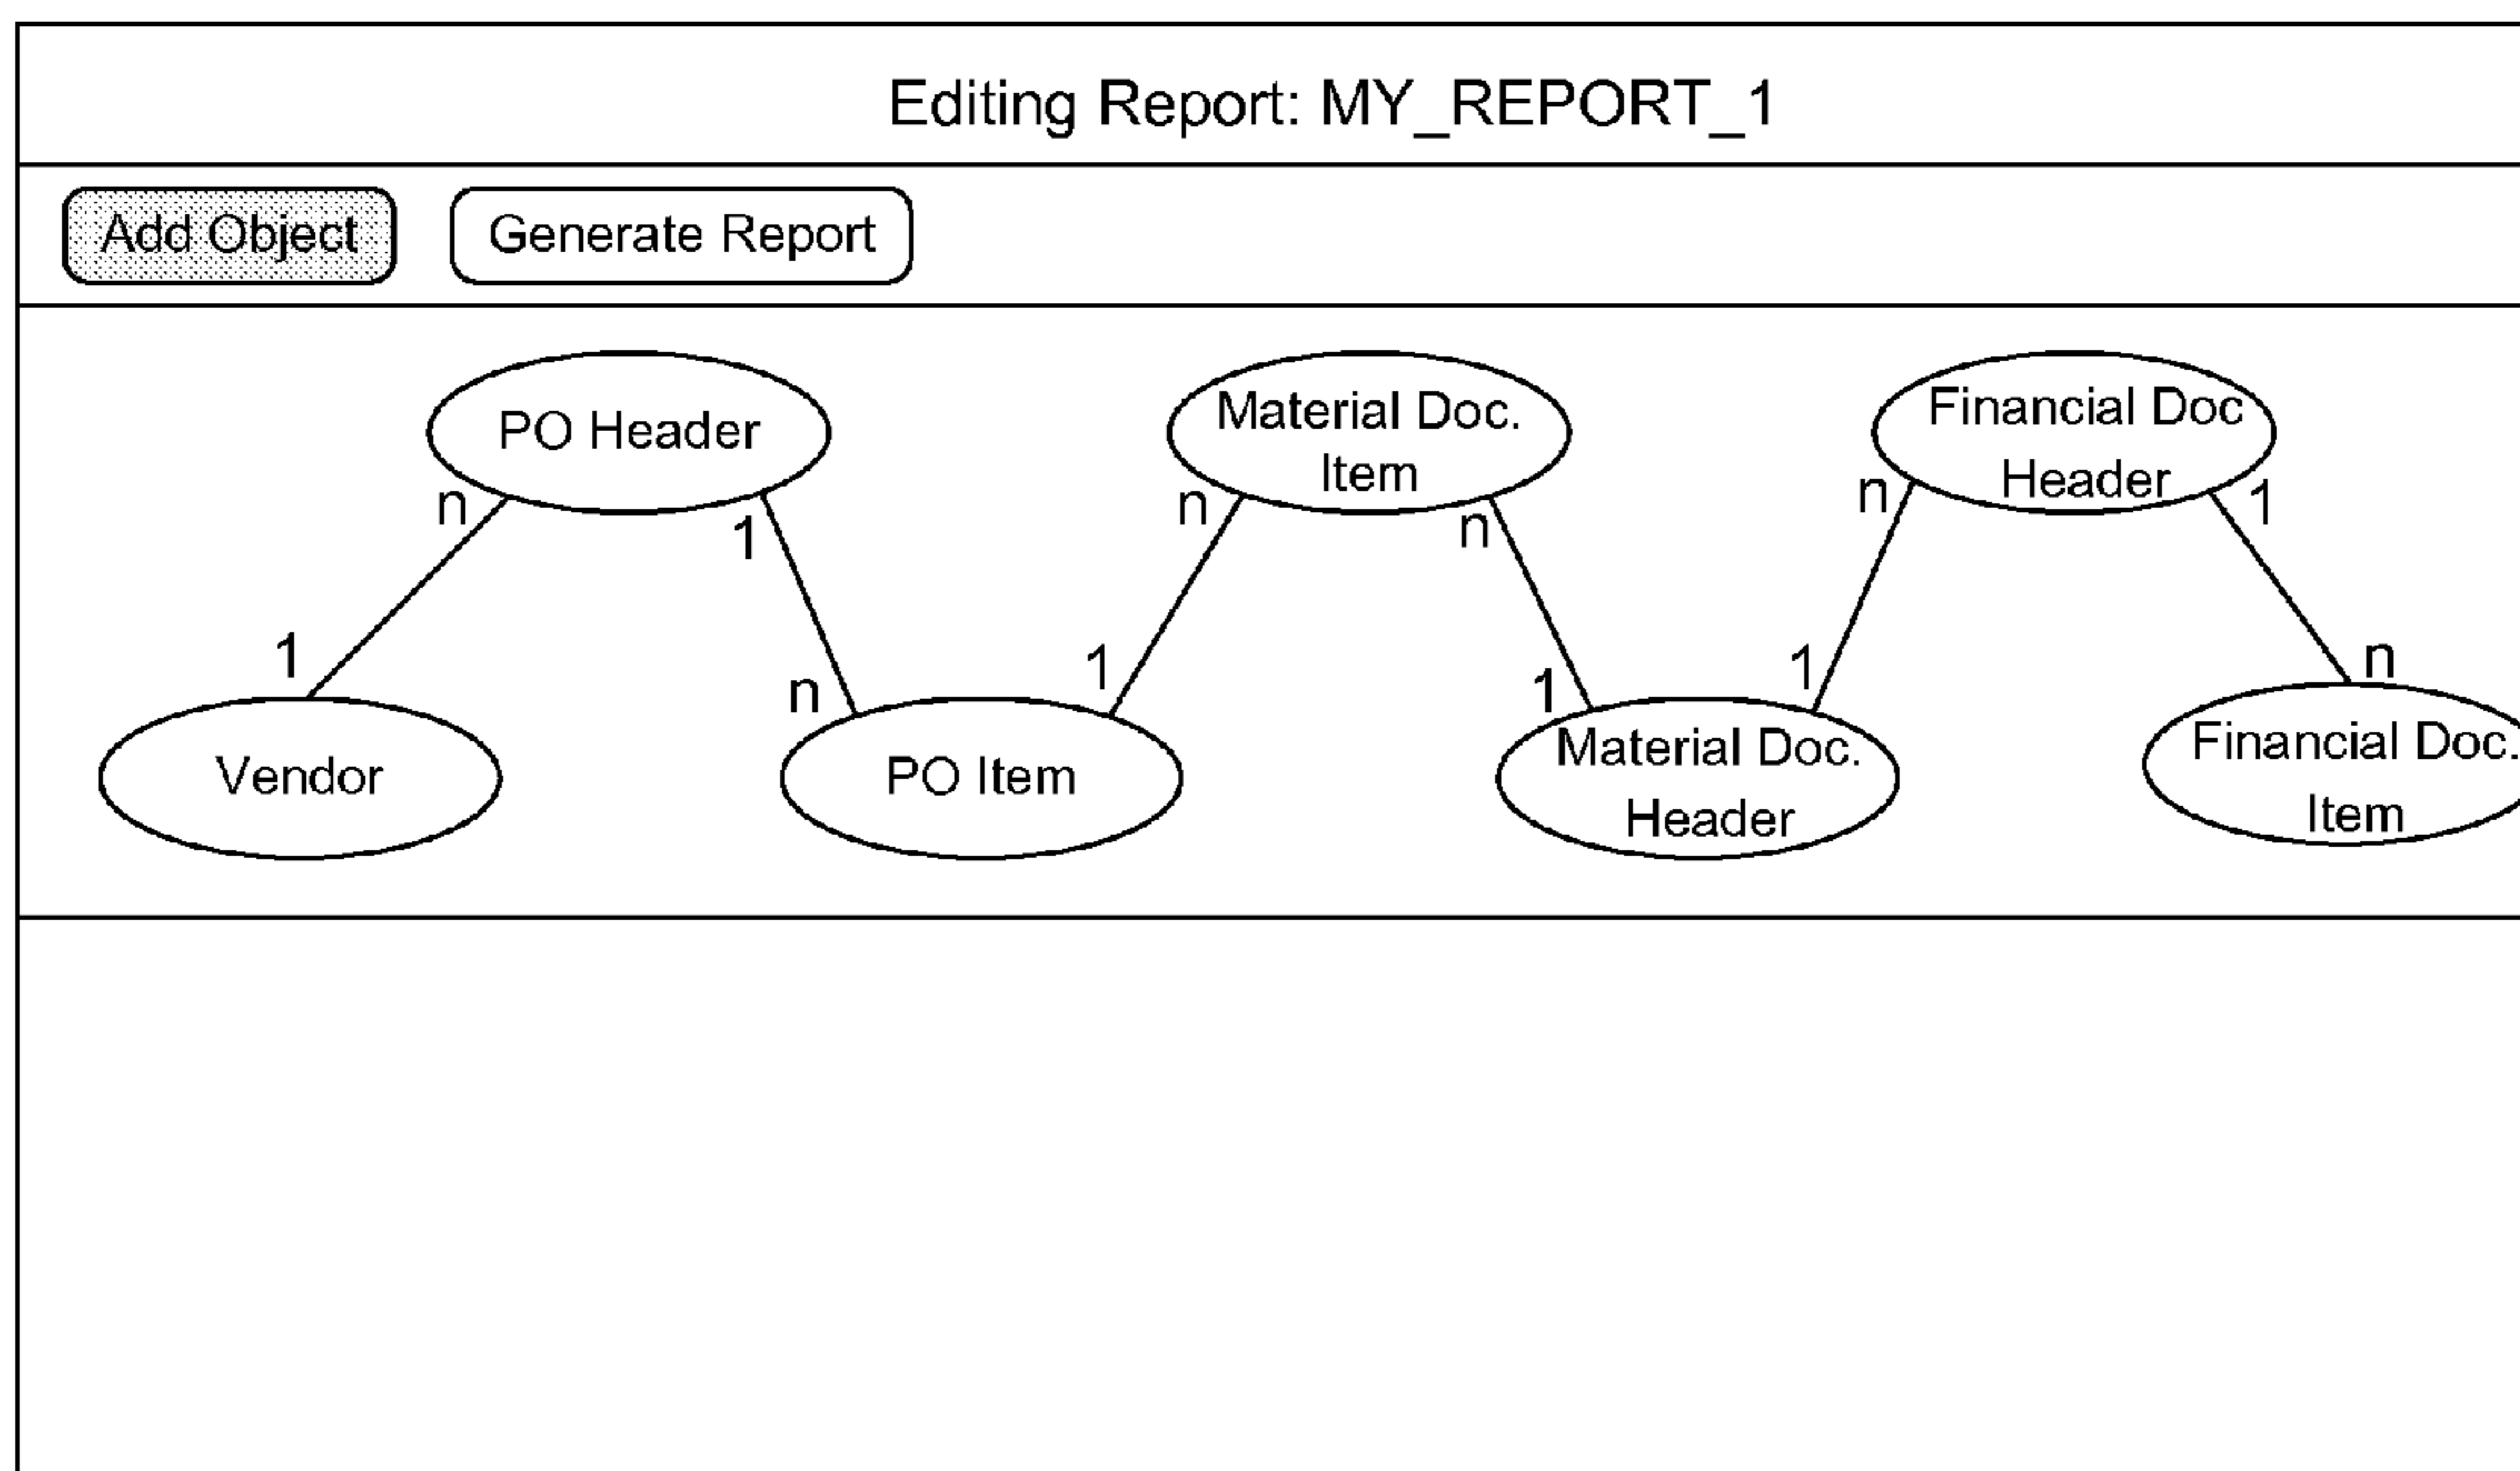 Editing Report: MY_REPORT_1
Add Object
Generate Report
PO Header
Material Doc.
Item
Financial Doc
Header
n
1
n
n
n
1
1
n
1
1
1
n
Vendor
PO Item
Material Doc.
Header
Financial Doc.
Item